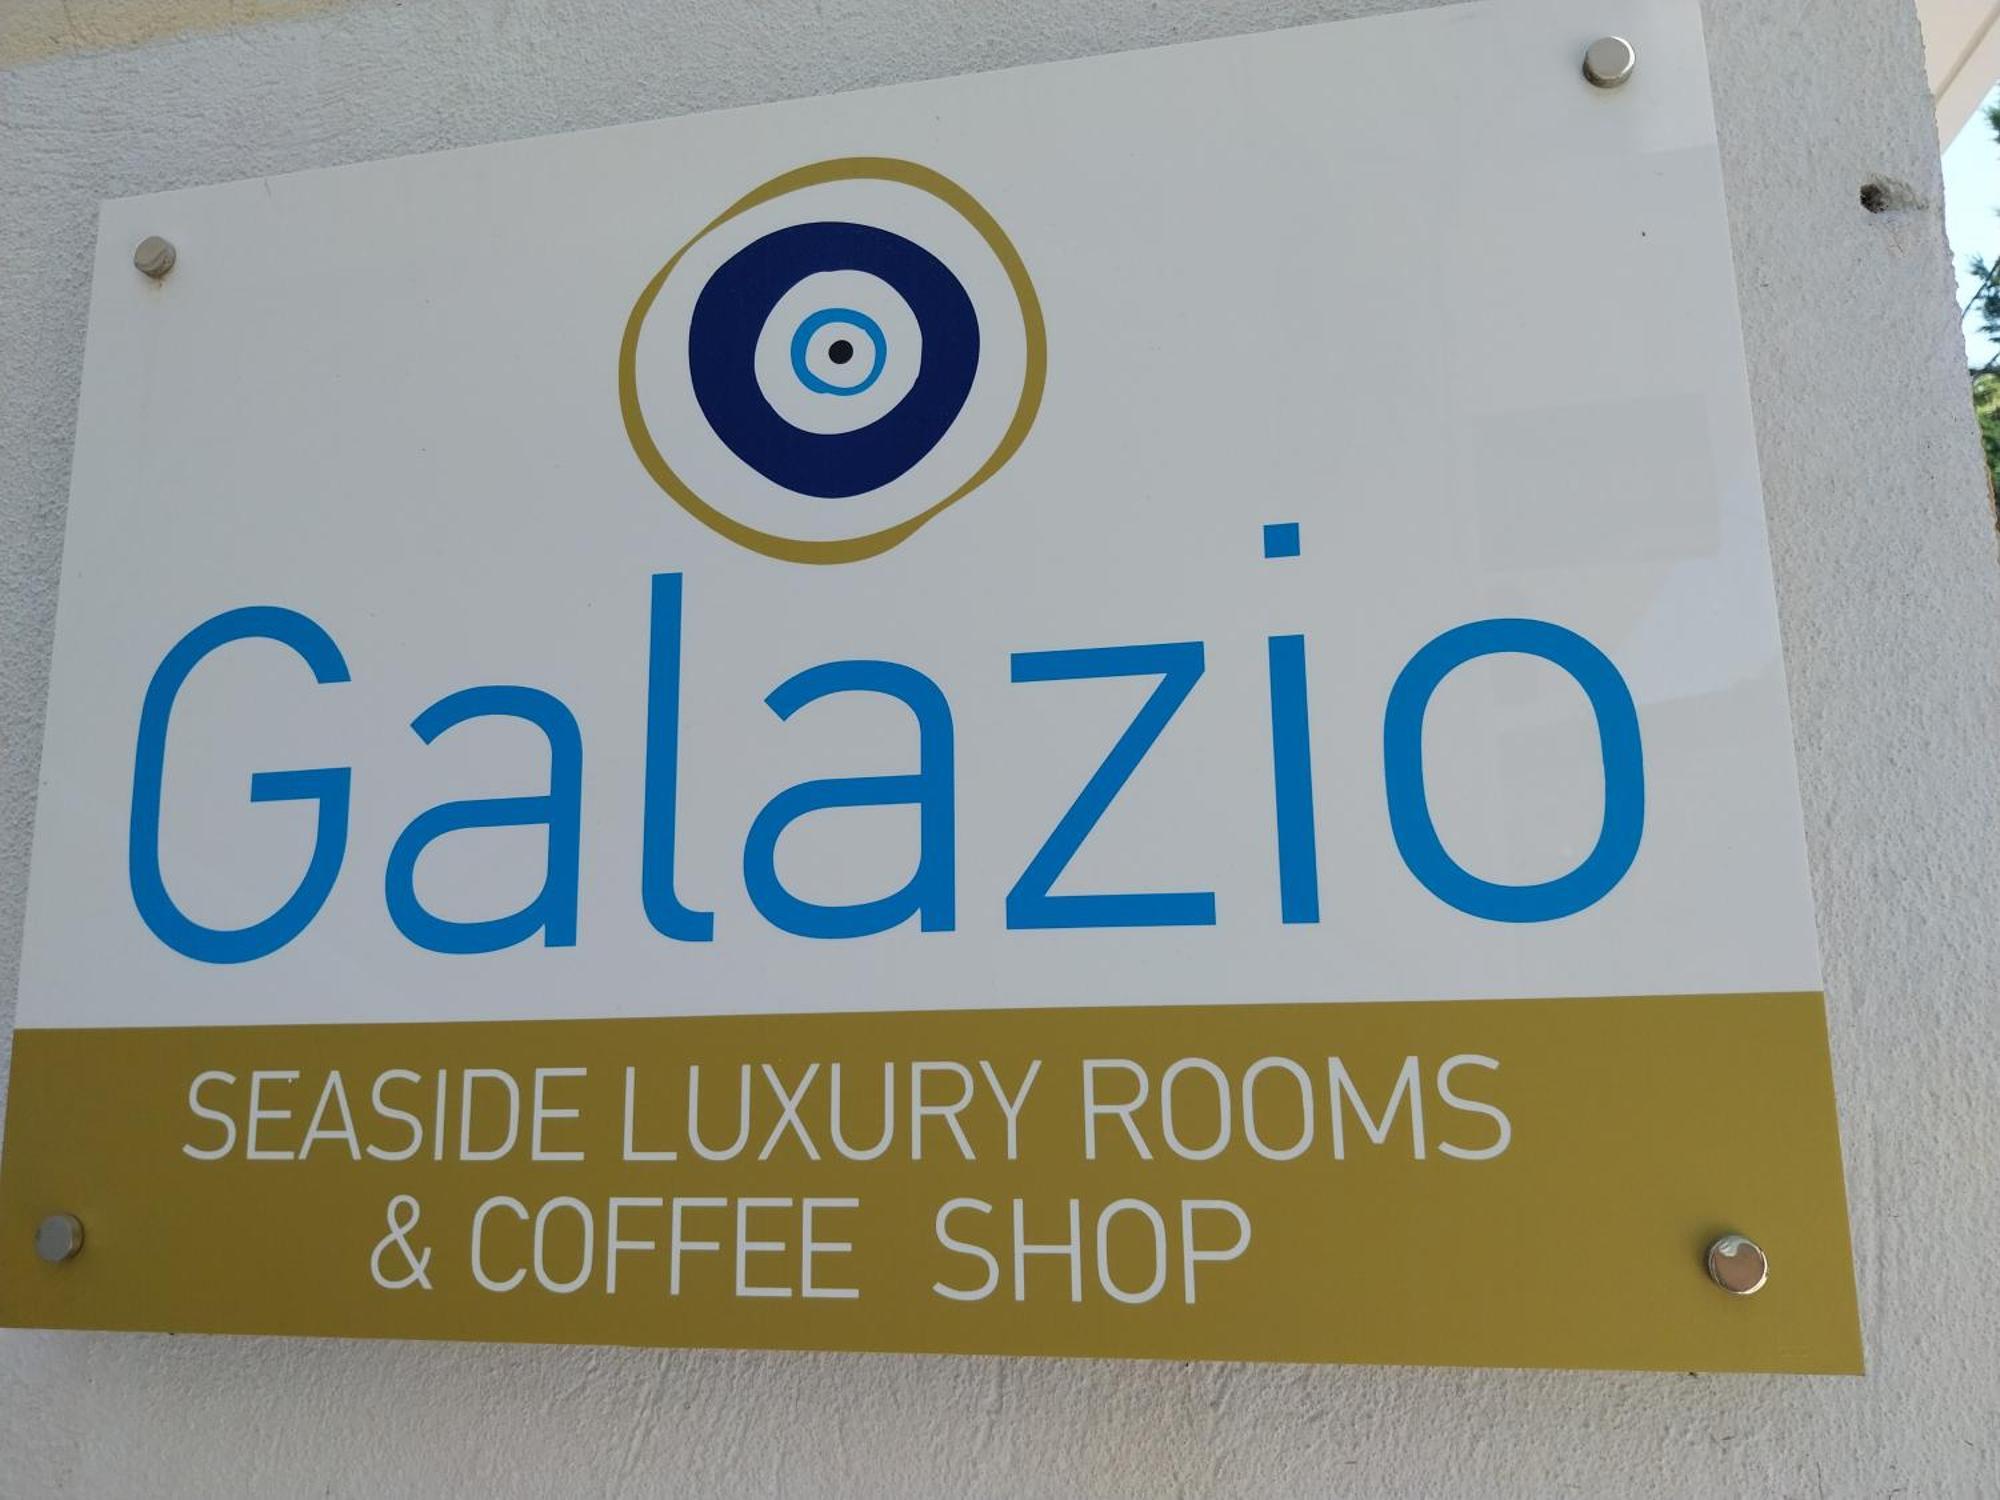 Galazio
SEASIDE LUXURY ROOMS
& COFFEE SHOP